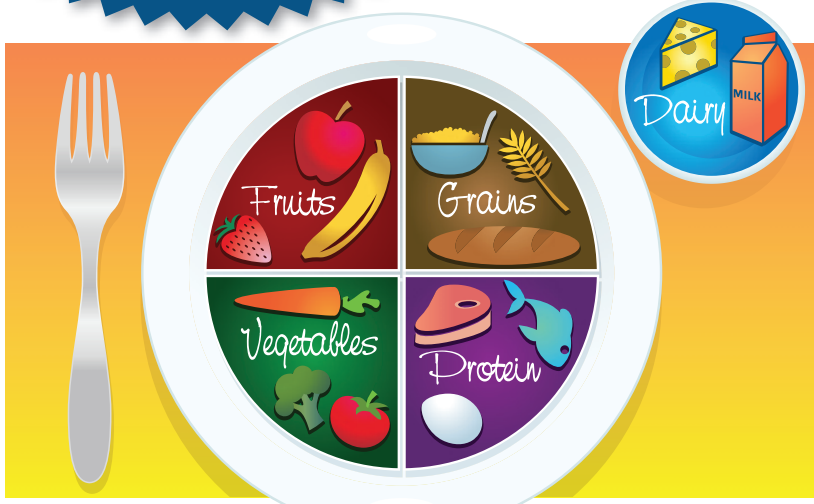 Dairy
MILK
Fruits
Grains
Vegetables
Protein